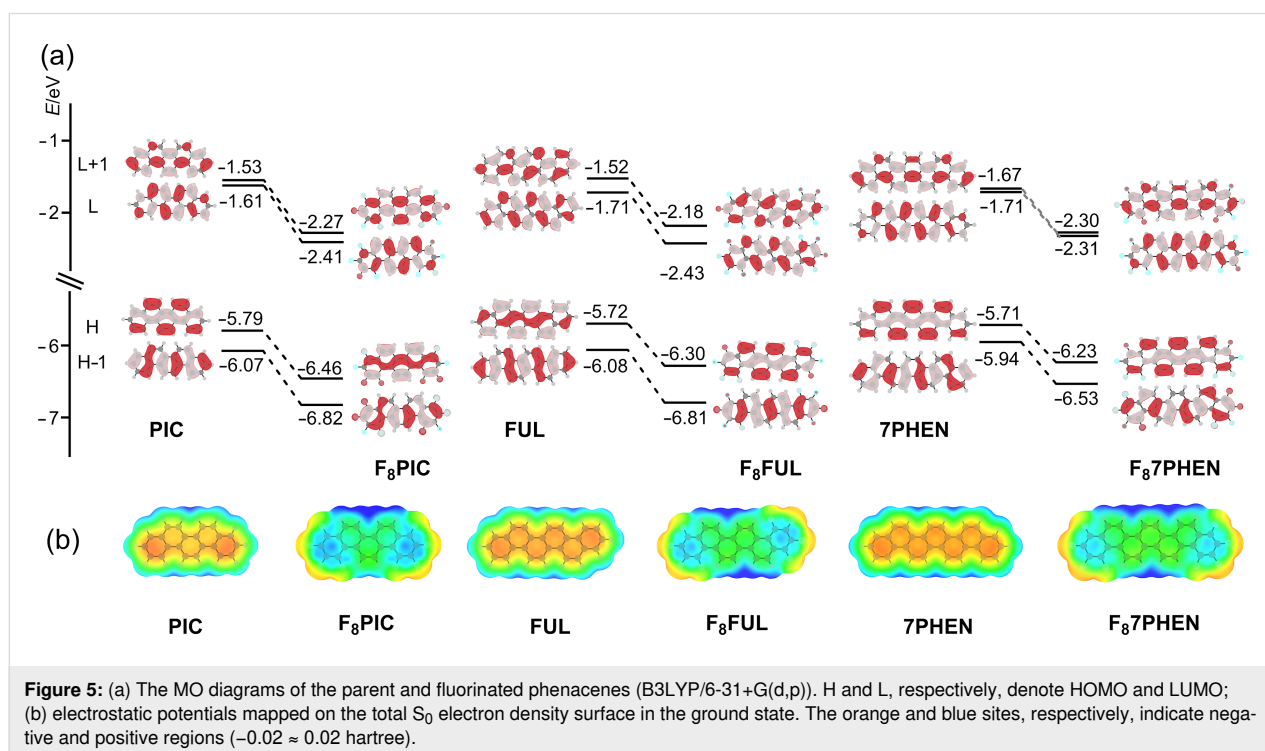 (a)
E/eV
−1
−2
−6
−7
L+1
L
H
H-1
−1.53
−1.61
−2.27
−2.41
−5.79
−6.07
−6.46
−6.82
PIC
F₈PIC
−1.52
−1.71
−2.18
−2.43
−5.72
−6.08
−6.30
−6.81
FUL
F₈FUL
−1.67
−1.71
−2.30
−2.31
−5.71
−5.94
−6.23
−6.53
7PHEN
F₈7PHEN
(b)
PIC
F₈PIC
FUL
F₈FUL
7PHEN
F₈7PHEN
Figure 5: (a) The MO diagrams of the parent and fluorinated phenacenes (B3LYP/6-31+G(d,p)). H and L, respectively, denote HOMO and LUMO;
(b) electrostatic potentials mapped on the total S₀ electron density surface in the ground state. The orange and blue sites, respectively, indicate nega-
tive and positive regions (−0.02 ≈ 0.02 hartree).